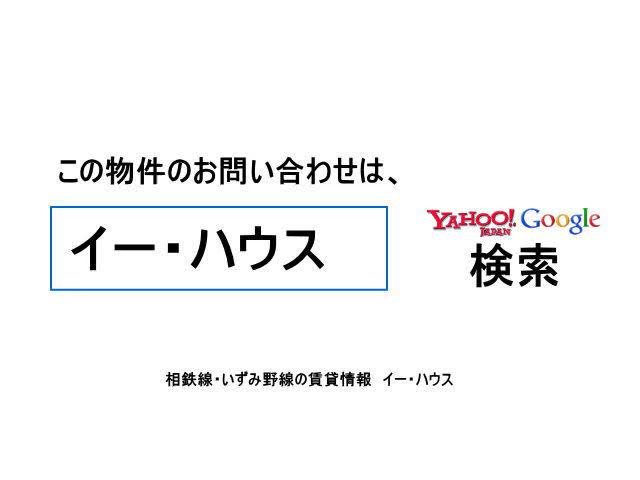 この物件のお問い合わせは、
イー・ハウス
YAHOO! JAPAN Google
検索
相鉄線・いずみ野線の賃貸情報　イー・ハウス